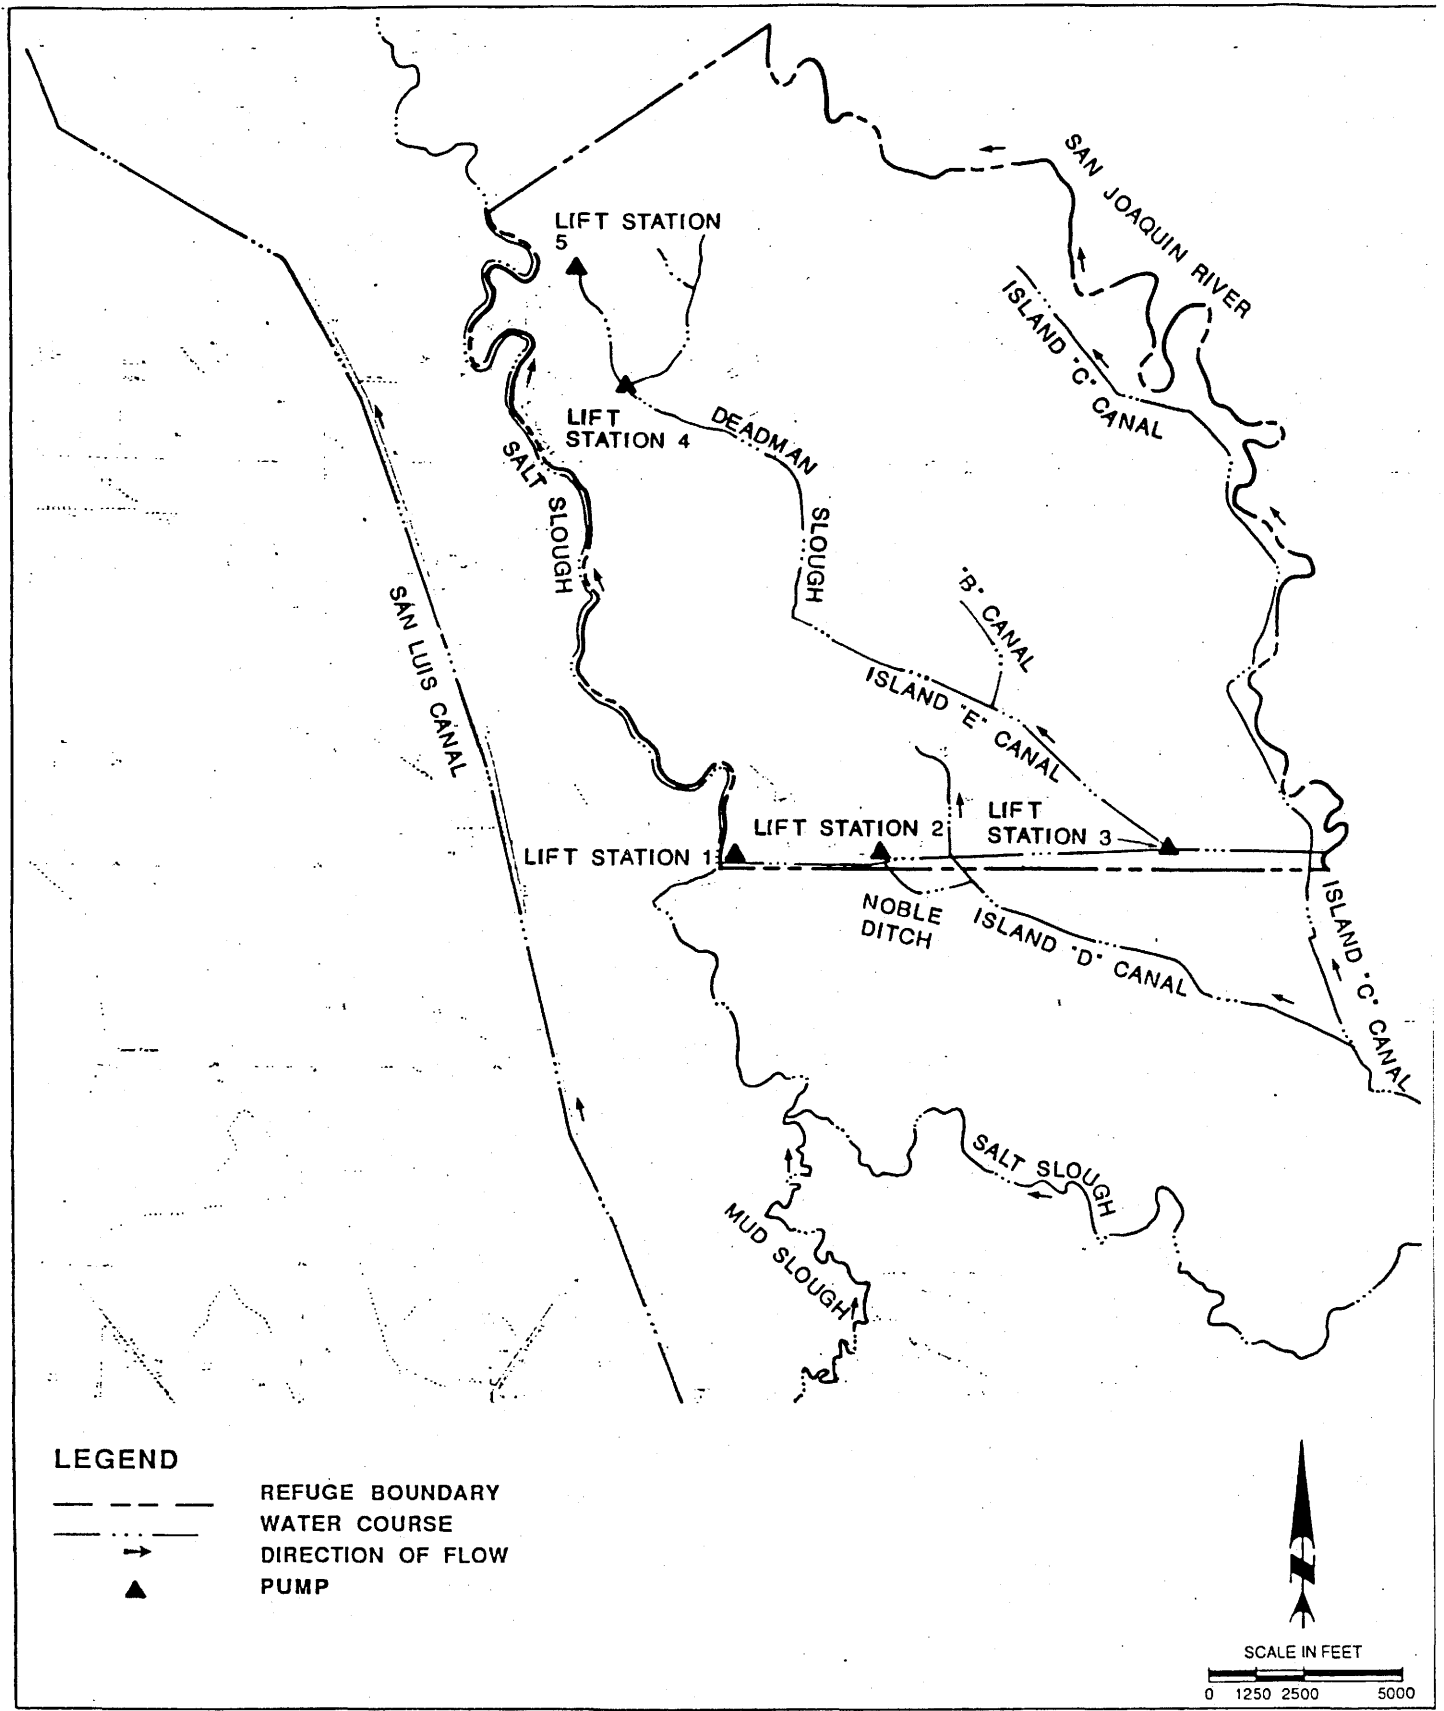 SAN JOAQUIN RIVER
LIFT STATION
5
ISLAND "C" CANAL
LIFT
STATION 4
DEADMAN
SLOUGH
SALT SLOUGH
"B" CANAL
SAN LUIS CANAL
ISLAND "E" CANAL
LIFT STATION 2
LIFT
STATION 3
LIFT STATION 1
NOBLE
DITCH
ISLAND "D" CANAL
ISLAND "C" CANAL
SALT SLOUGH
MUD SLOUGH
LEGEND
REFUGE BOUNDARY
WATER COURSE
DIRECTION OF FLOW
PUMP
N
SCALE IN FEET
0 1250 2500 5000